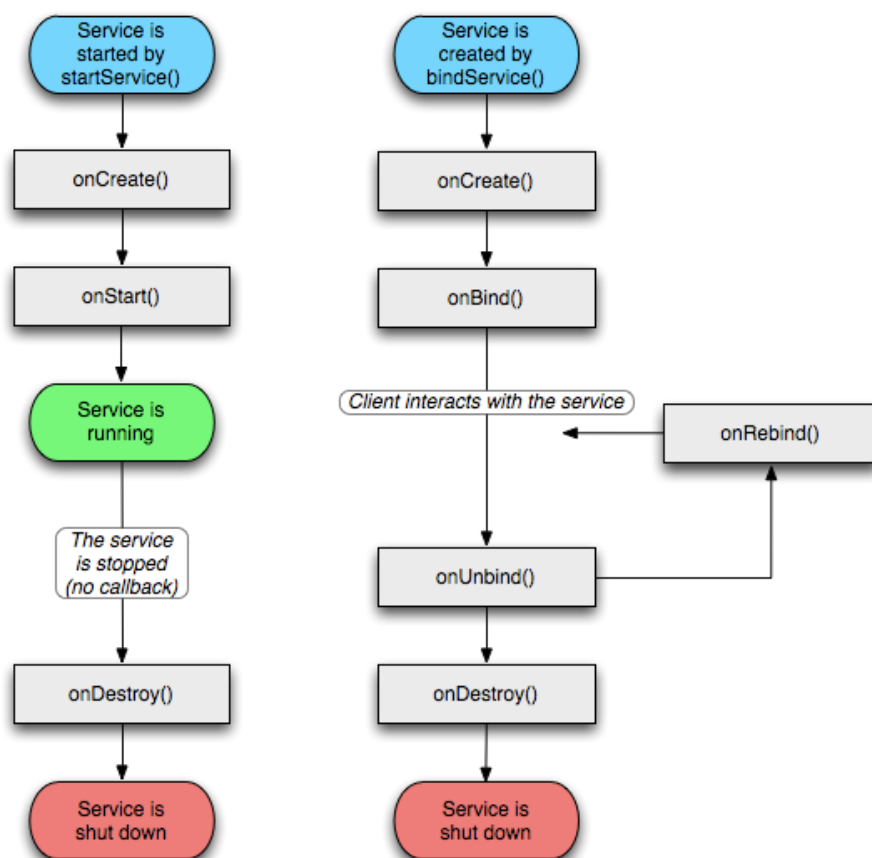 Service is
started by
startService()
onCreate()
onStart()
Service is
running
The service
is stopped
(no callback)
onDestroy()
Service is
shut down
Service is
created by
bindService()
onCreate()
onBind()
Client interacts with the service
onRebind()
onUnbind()
onDestroy()
Service is
shut down